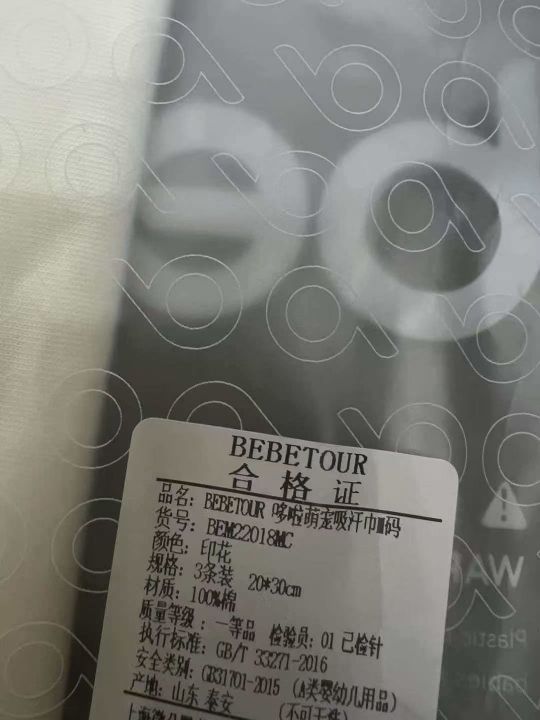 BEBETOUR
合格证
品名: BEBETOUR 哆啦萌宠吸汗巾M码
货号: BEM22018MC
颜色: 印花
规格: 3条装 20*30cm
材质: 100%棉
质量等级: 一等品 检验员: 01 已检针
执行标准: GB/T 33271-2016
安全类别: GB31701-2015 (A类婴幼儿用品)
产地: 山东 泰安 (不可干洗)
上海